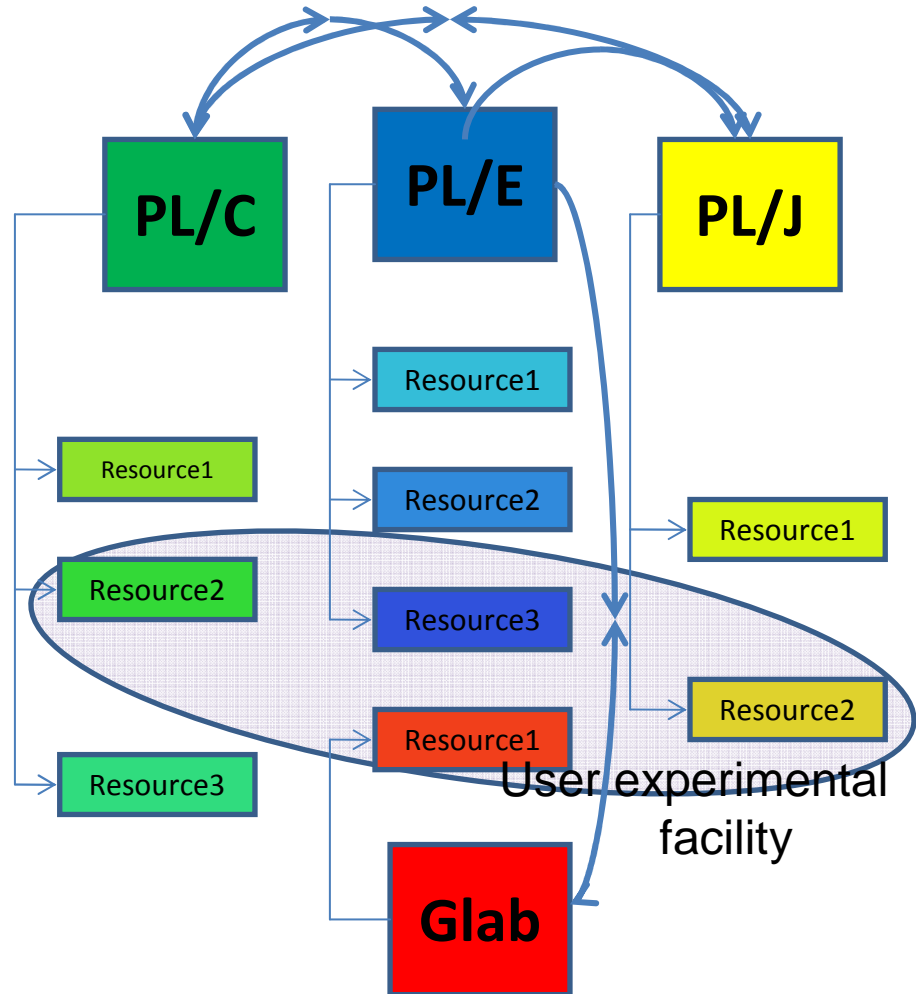 PL/C
PL/E
PL/J
Resource1
Resource1
Resource2
Resource1
Resource2
Resource3
Resource2
Resource1
Resource3
User experimental
facility
Glab